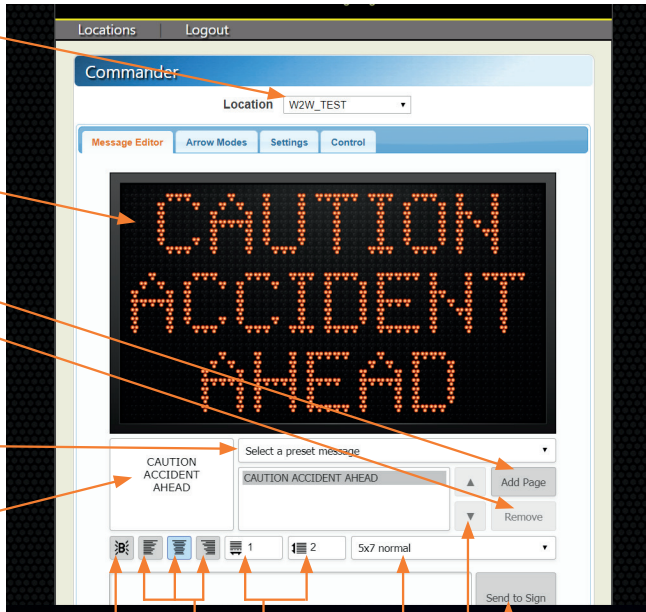 Locations Logout
Commander
Location W2W_TEST
Message Editor Arrow Modes Settings Control
CAUTION
ACCIDENT
AHEAD
Select a preset message
CAUTION
ACCIDENT
AHEAD
CAUTION ACCIDENT AHEAD
Add Page
Remove
B 1 2 5x7 normal
Send to Sign